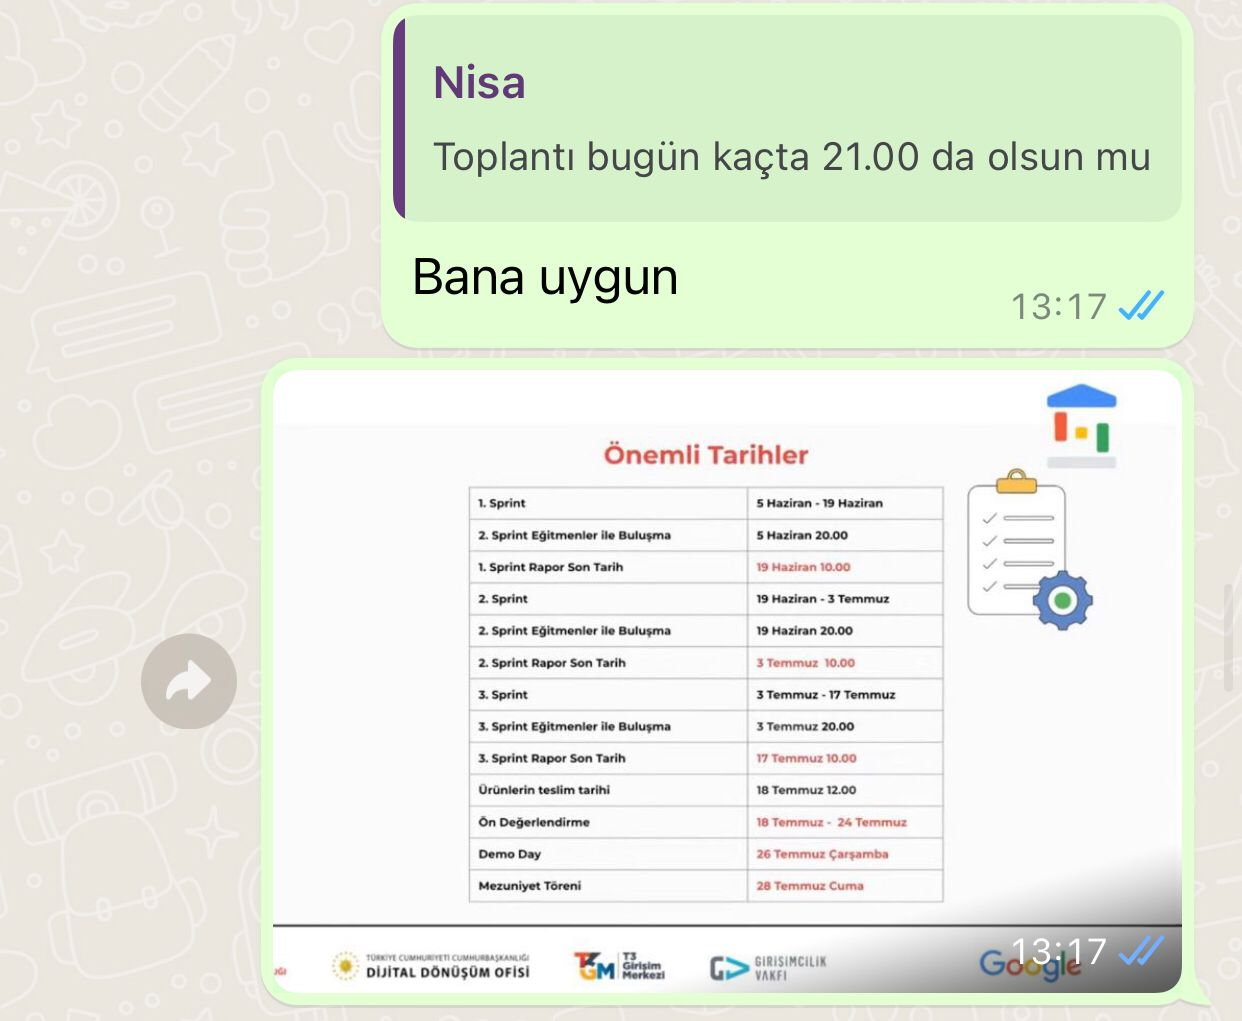 Nisa
Toplantı bugün kaçta 21.00 da olsun mu
Bana uygun
13:17
Önemli Tarihler
1. Sprint 5 Haziran - 19 Haziran
2. Sprint Eğitmenler ile Buluşma 5 Haziran 20.00
1. Sprint Rapor Son Tarih 19 Haziran 10.00
2. Sprint 19 Haziran - 3 Temmuz
2. Sprint Eğitmenler ile Buluşma 19 Haziran 20.00
2. Sprint Rapor Son Tarih 3 Temmuz 10.00
3. Sprint 3 Temmuz - 17 Temmuz
3. Sprint Eğitmenler ile Buluşma 3 Temmuz 20.00
3. Sprint Rapor Son Tarih 17 Temmuz 10.00
Ürünlerin teslim tarihi 18 Temmuz 12.00
Ön Değerlendirme 18 Temmuz - 24 Temmuz
Demo Day 26 Temmuz Çarşamba
Mezuniyet Töreni 28 Temmuz Cuma
TÜRKİYE CUMHURİYETİ CUMHURBAŞKANLIĞI
DİJİTAL DÖNÜŞÜM OFİSİ
T3GM
T3
Girişim
Merkezi
GİRİŞİMCİLİK
VAKFI
Google
13:17